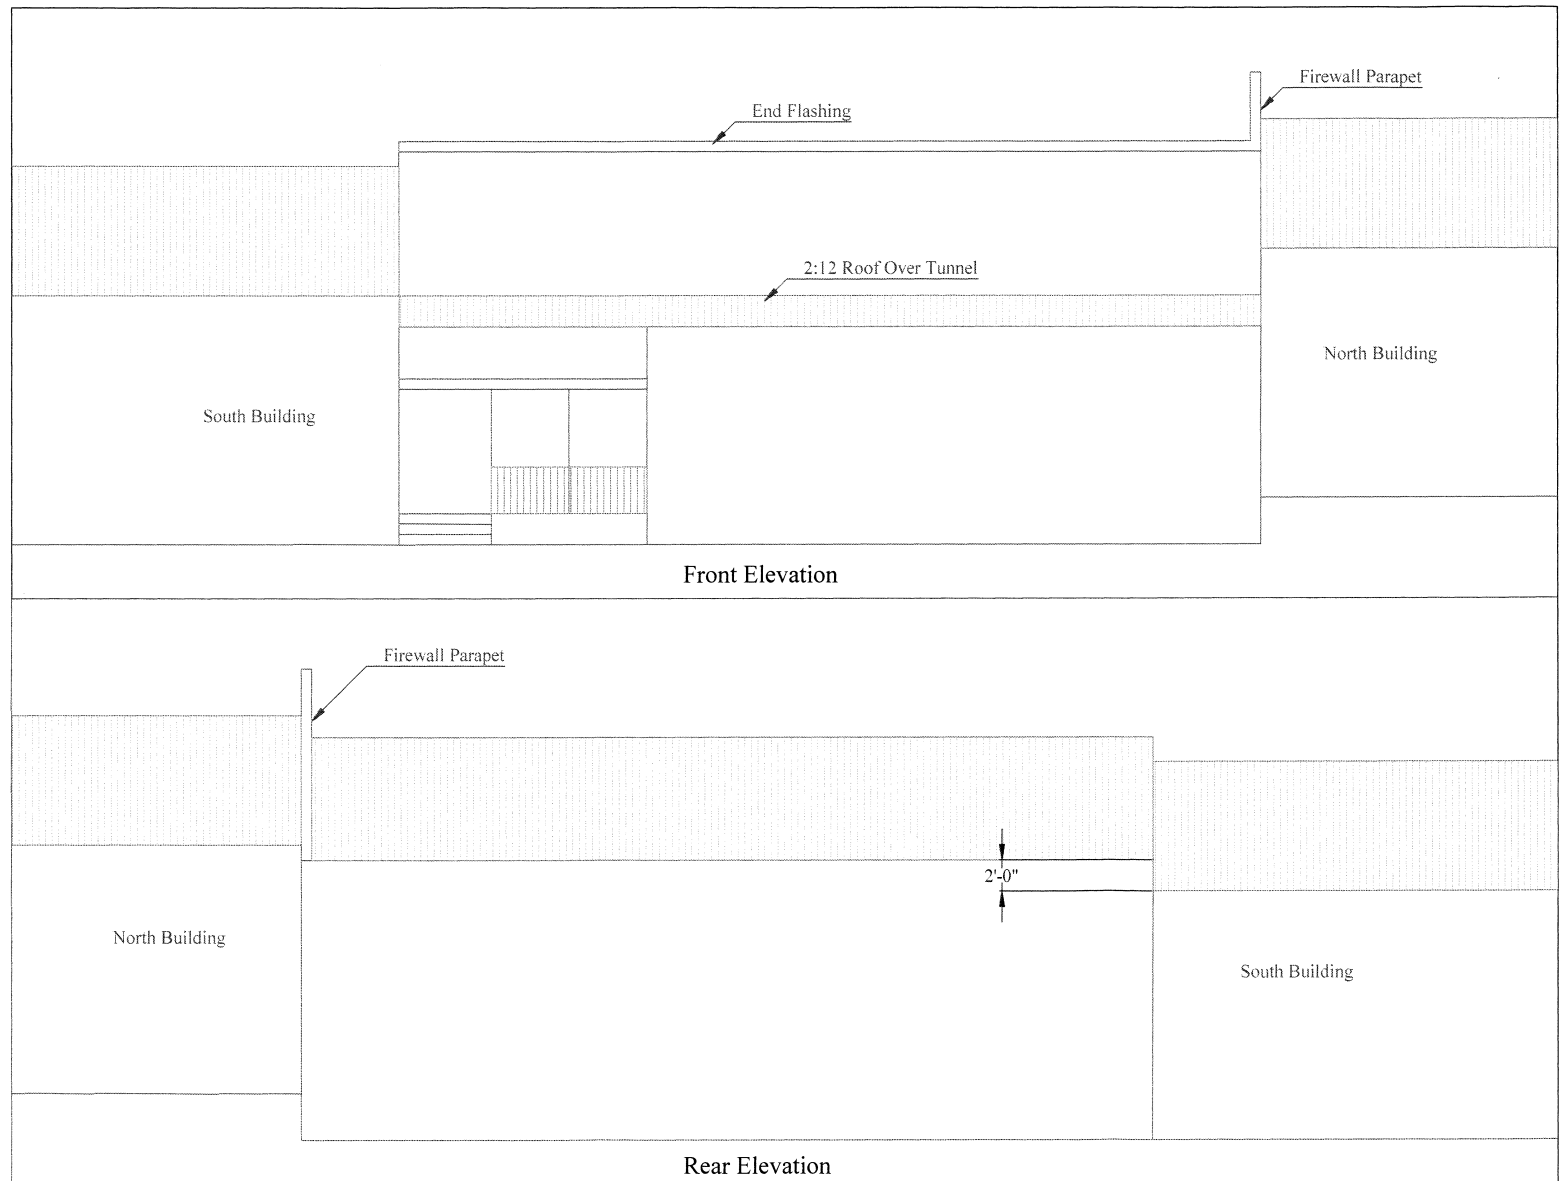 Firewall Parapet
End Flashing
2:12 Roof Over Tunnel
North Building
South Building
Front Elevation
Firewall Parapet
2'-0"
North Building
South Building
Rear Elevation